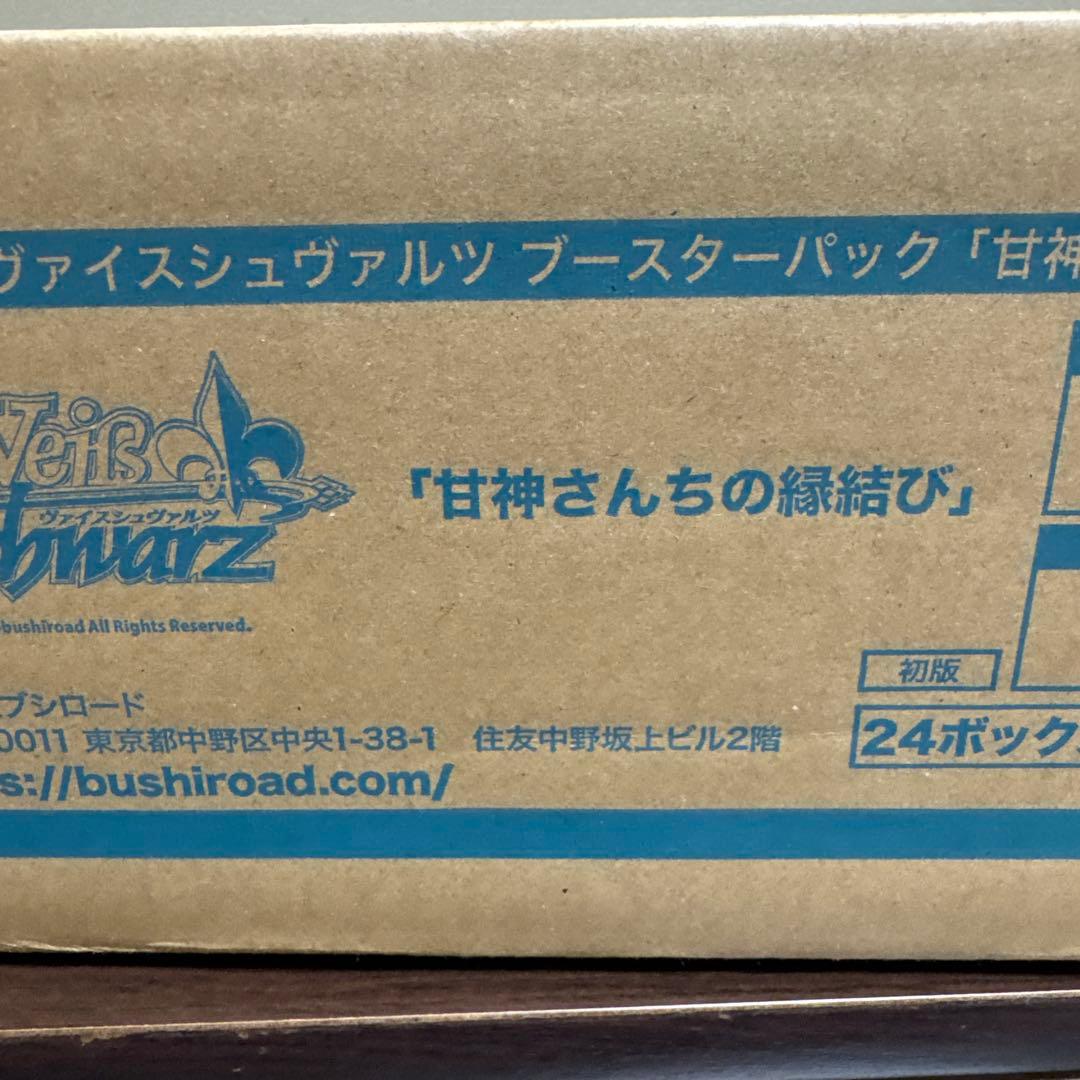 ヴァイスシュヴァルツ ブースターパック「甘神
Weiß
ヴァイスシュヴァルツ
chwarz
「甘神さんちの縁結び」
bushiroad All Rights Reserved.
初版
ブシロード
0011 東京都中野区中央1-38-1 住友中野坂上ビル2階
24ボック
s://bushiroad.com/